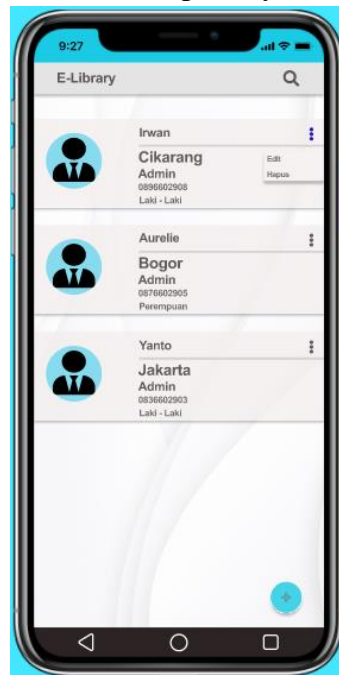 9:27
E-Library
Irwan
Cikarang
Edit
Admin
0896602908
Hapus
Laki - Laki
Aurelie
Bogor
Admin
0876602905
Perempuan
Yanto
Jakarta
Admin
0836602903
Laki - Laki